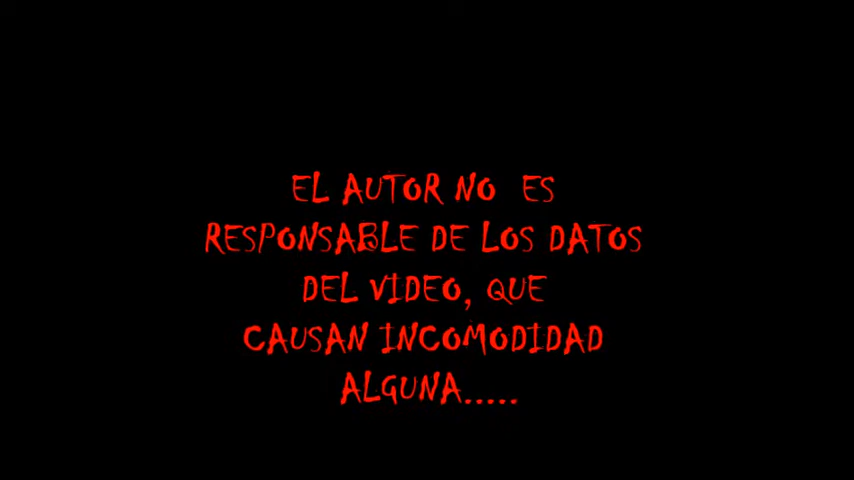 EL AUTOR NO ES
RESPONSABLE DE LOS DATOS
DEL VIDEO, QUE
CAUSAN INCOMODIDAD
ALGUNA.....